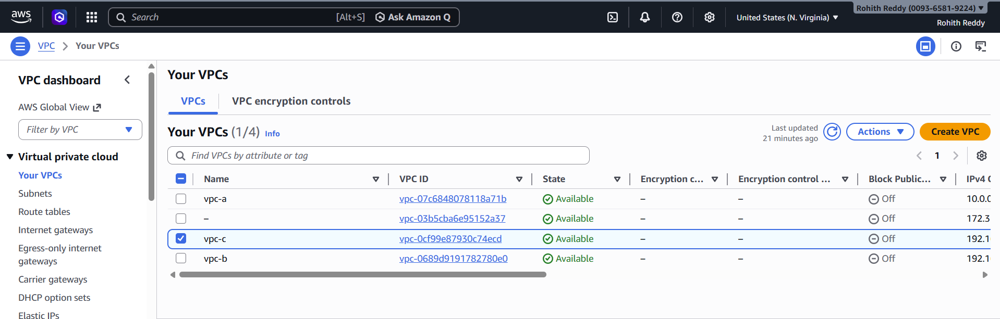 aws
Search [Alt+S] Ask Amazon Q
United States (N. Virginia)
Rohith Reddy (0093-6581-9224)
Rohith Reddy
VPC > Your VPCs
VPC dashboard
AWS Global View
Filter by VPC
Virtual private cloud
Your VPCs
Subnets
Route tables
Internet gateways
Egress-only internet
gateways
Carrier gateways
DHCP option sets
Elastic IPs
Your VPCs
VPCs VPC encryption controls
Your VPCs (1/4) Info
Last updated
21 minutes ago
Actions
Create VPC
Find VPCs by attribute or tag
1
Name VPC ID State Encryption c... Encryption control ... Block Public... IPv4
vpc-a vpc-07c6848078118a71b Available – – Off 10.0.0
– vpc-03b5cba6e95152a37 Available – – Off 172.3
vpc-c vpc-0cf99e87930c74ecd Available – – Off 192.1
vpc-b vpc-0689d9191782780e0 Available – – Off 192.1